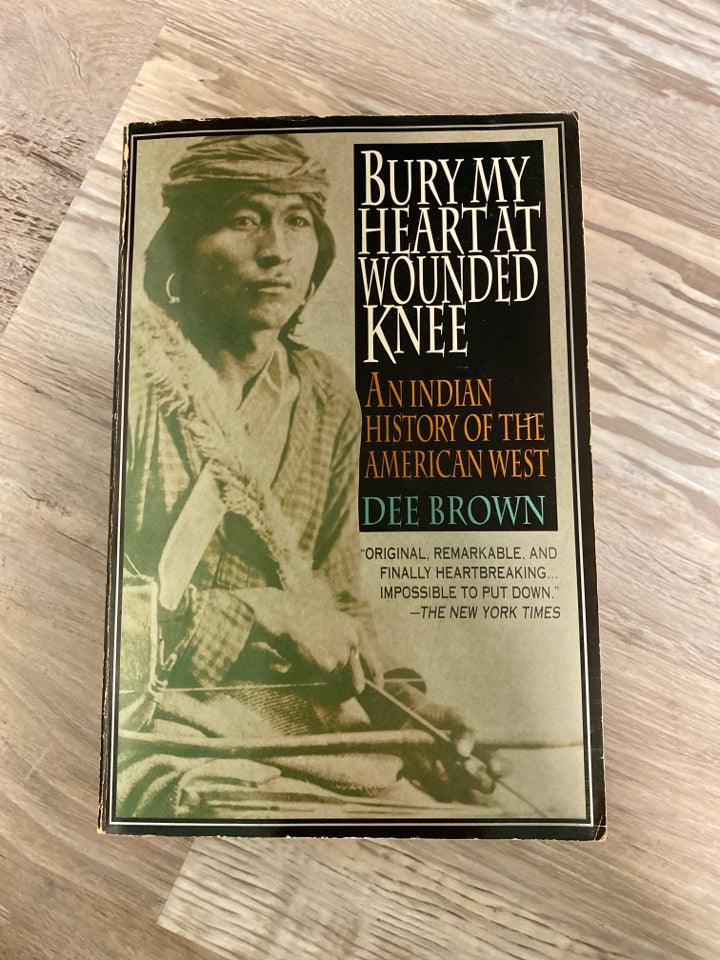 BURY MY
HEART AT
WOUNDED
KNEE
AN INDIAN
HISTORY OF THE
AMERICAN WEST
DEE BROWN
"ORIGINAL, REMARKABLE, AND
FINALLY HEARTBREAKING...
IMPOSSIBLE TO PUT DOWN."
—THE NEW YORK TIMES